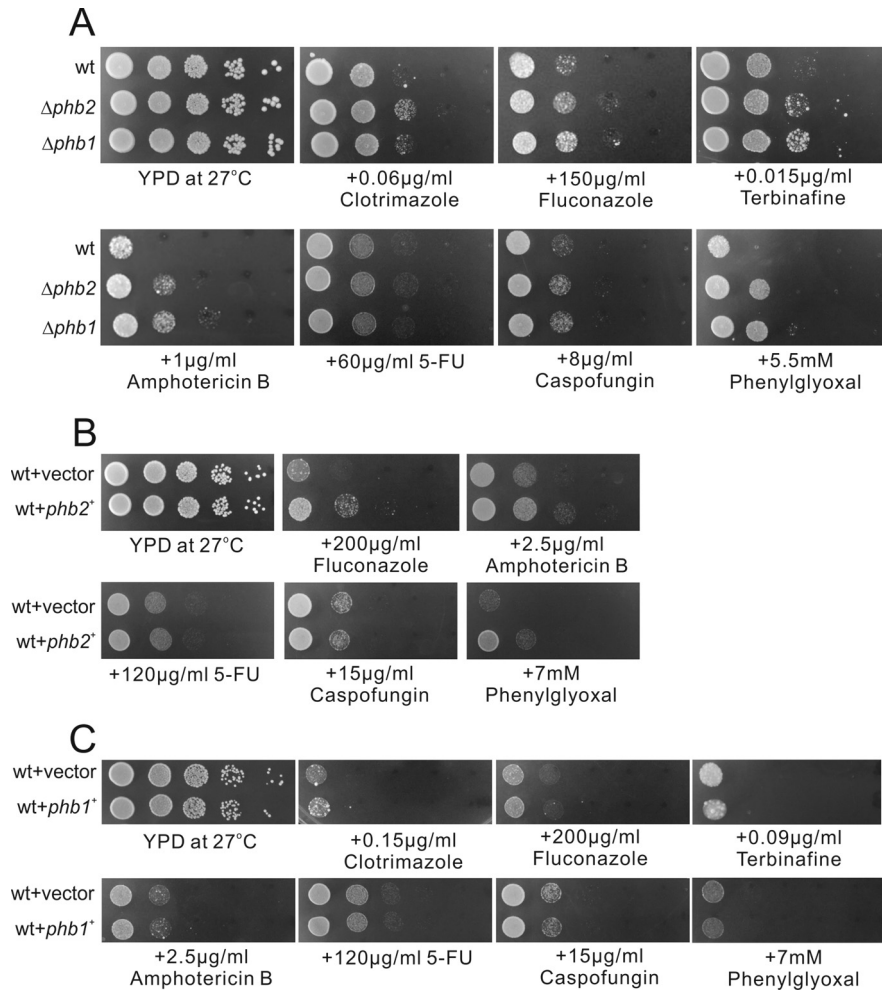 A
wt
Δphb2
Δphb1
YPD at 27°C
+0.06µg/ml
Clotrimazole
+150µg/ml
Fluconazole
+0.015µg/ml
Terbinafine
wt
Δphb2
Δphb1
+1µg/ml
Amphotericin B
+60µg/ml 5-FU
+8µg/ml
Caspofungin
+5.5mM
Phenylglyoxal
B
wt+vector
wt+phb2⁺
YPD at 27°C
+200µg/ml
Fluconazole
+2.5µg/ml
Amphotericin B
wt+vector
wt+phb2⁺
+120µg/ml 5-FU
+15µg/ml
Caspofungin
+7mM
Phenylglyoxal
C
wt+vector
wt+phb1⁺
YPD at 27°C
+0.15µg/ml
Clotrimazole
+200µg/ml
Fluconazole
+0.09µg/ml
Terbinafine
wt+vector
wt+phb1⁺
+2.5µg/ml
Amphotericin B
+120µg/ml 5-FU
+15µg/ml
Caspofungin
+7mM
Phenylglyoxal